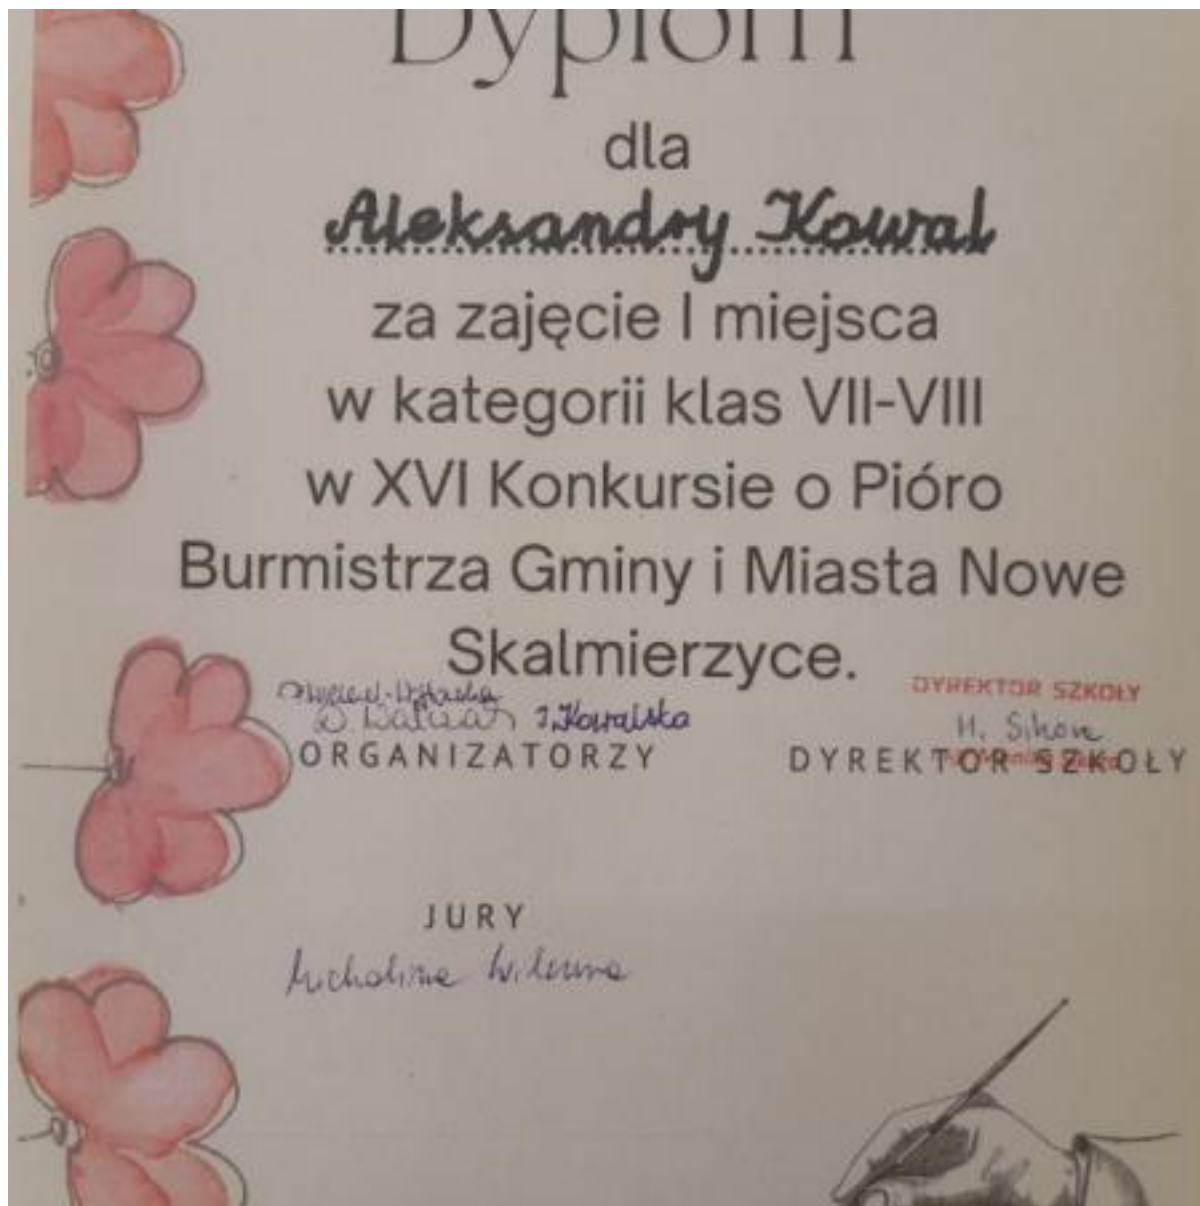 Dyplom
dla
Aleksandry Kowal
za zajęcie I miejsca
w kategorii klas VII-VIII
w XVI Konkursie o Pióro
Burmistrza Gminy i Miasta Nowe
Skalmierzyce.
DYREKTOR SZKOŁY
I. Kowalska
ORGANIZATORZY
DYREKTOR SZKOŁY
JURY